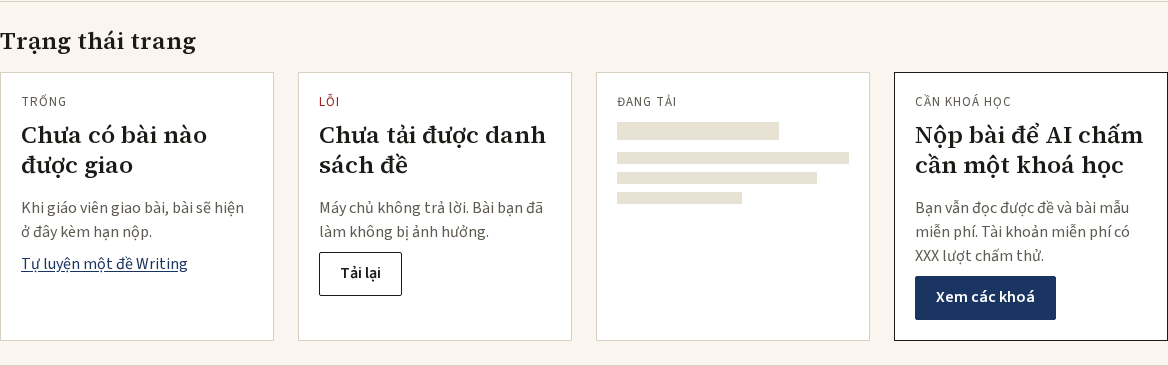 Trạng thái trang
TRỐNG
Chưa có bài nào
được giao
Khi giáo viên giao bài, bài sẽ hiện
ở đây kèm hạn nộp.
Tự luyện một đề Writing
LỖI
Chưa tải được danh
sách đề
Máy chủ không trả lời. Bài bạn đã
làm không bị ảnh hưởng.
Tải lại
ĐANG TẢI
CẦN KHOÁ HỌC
Nộp bài để AI chấm
cần một khoá học
Bạn vẫn đọc được đề và bài mẫu
miễn phí. Tài khoản miễn phí có
XXX lượt chấm thử.
Xem các khoá